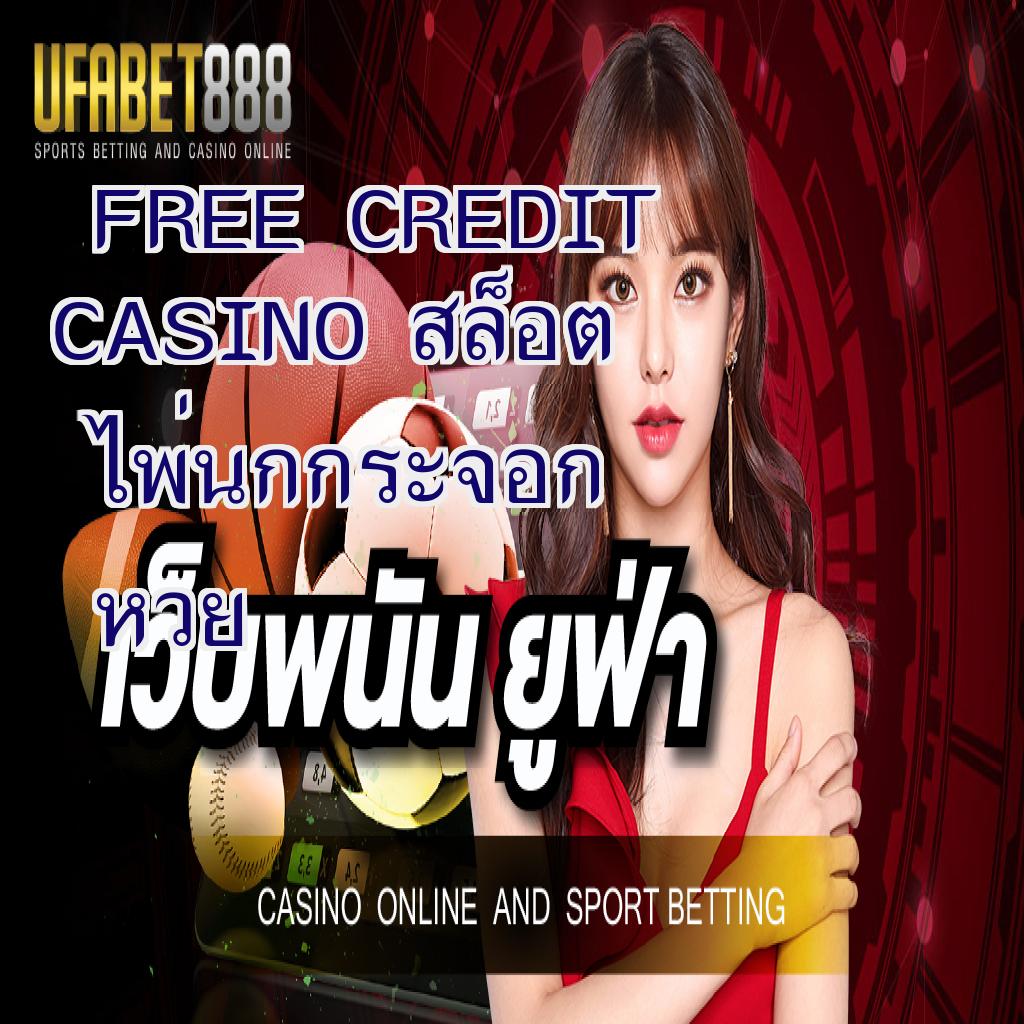 UFABET888
SPORTS BETTING AND CASINO ONLINE
FREE CREDIT
CASINO สล็อต
ไพ่นกกระจอก
หวย
เว็บพนัน ยูฟ่า
CASINO ONLINE AND SPORT BETTING